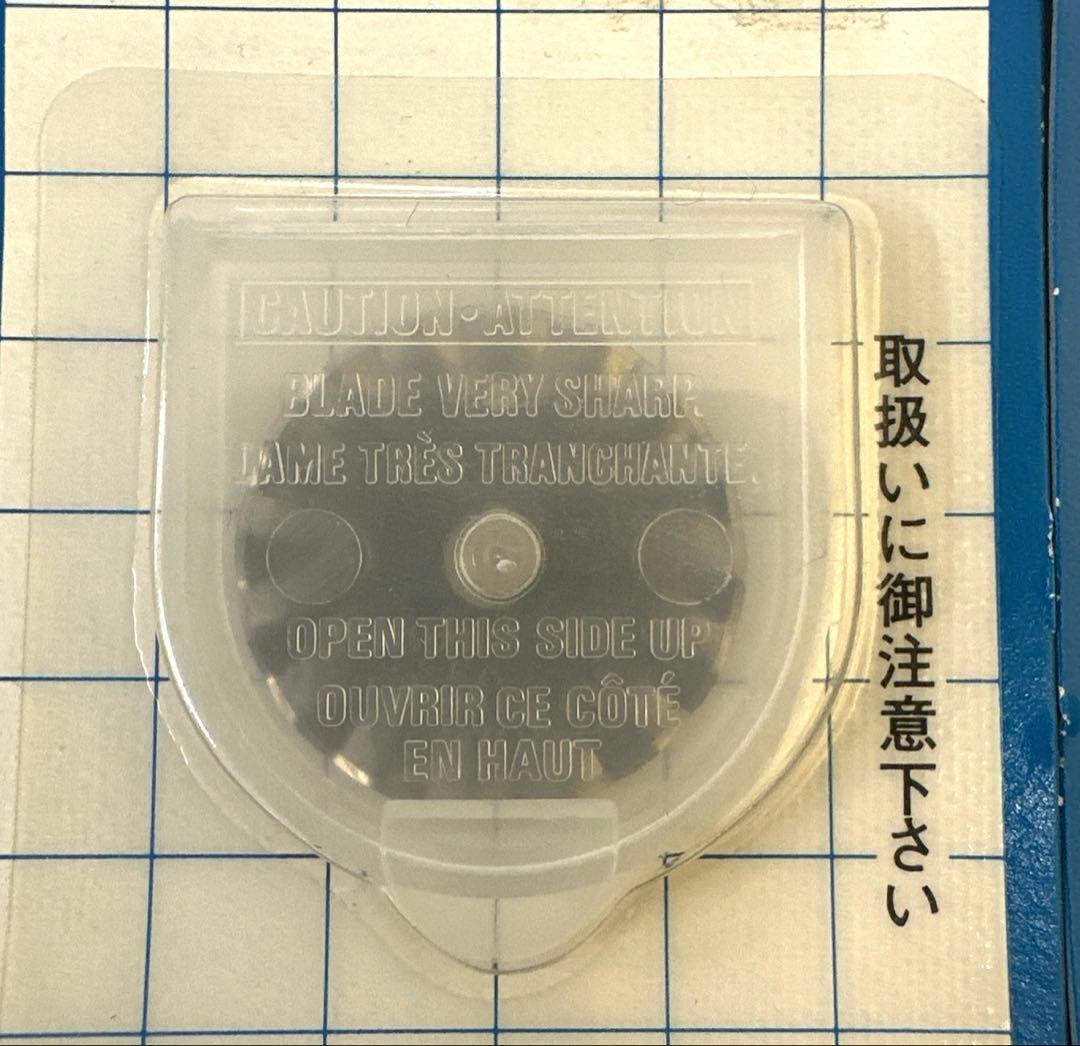 CAUTION・ATTENTION
BLADE VERY SHARP.
LAME TRÈS TRANCHANTE.
OPEN THIS SIDE UP
OUVRIR CE CÔTÉ
EN HAUT
取扱いに御注意下さい